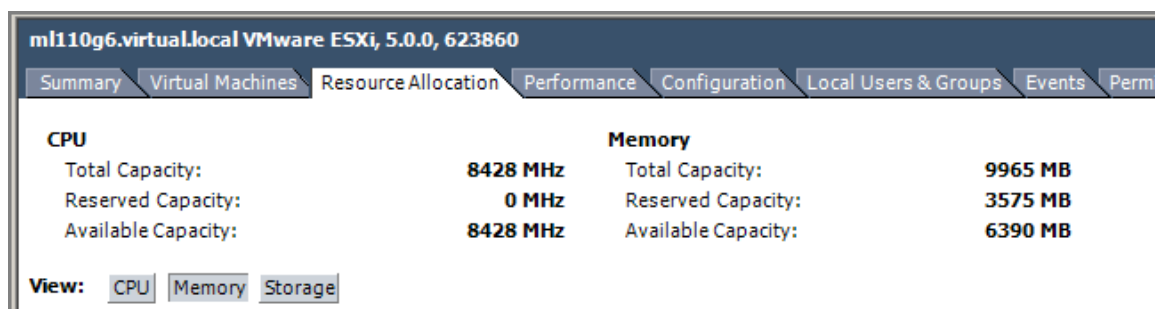 ml110g6.virtual.local VMware ESXi, 5.0.0, 623860
Summary Virtual Machines Resource Allocation Performance Configuration Local Users & Groups Events Perm
CPU
Total Capacity: 8428 MHz
Reserved Capacity: 0 MHz
Available Capacity: 8428 MHz
Memory
Total Capacity: 9965 MB
Reserved Capacity: 3575 MB
Available Capacity: 6390 MB
View: CPU Memory Storage